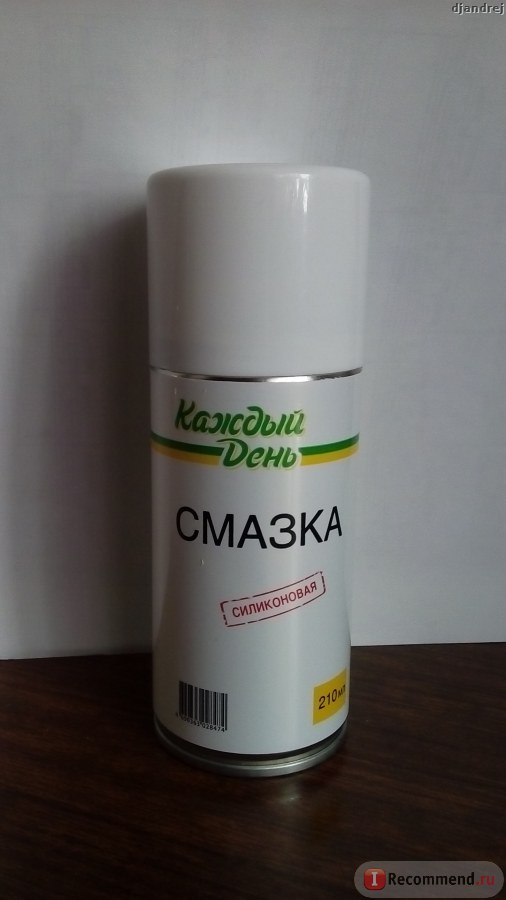 djandrej
Каждый
День
СМАЗКА
СИЛИКОНОВАЯ
210мл
Recommend.ru